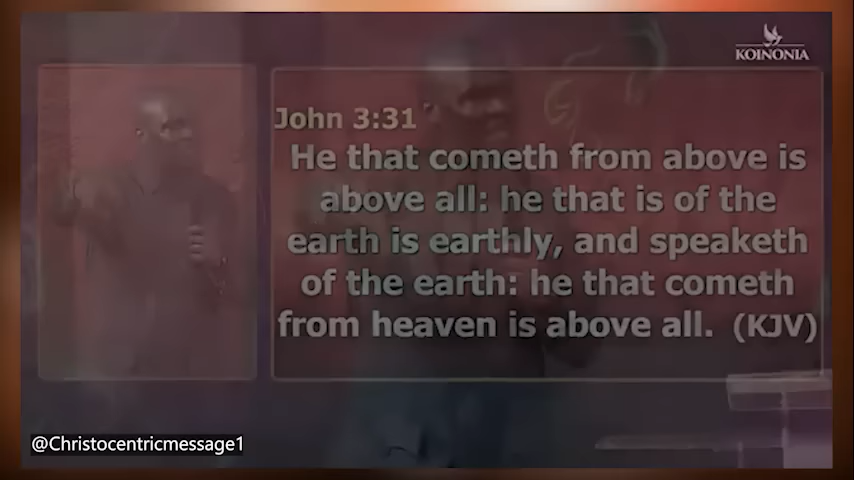 KOINONIA
John 3:31
He that cometh from above is
above all: he that is of the
earth is earthly, and speaketh
of the earth: he that cometh
from heaven is above all. (KJV)
@Christocentricmessage1